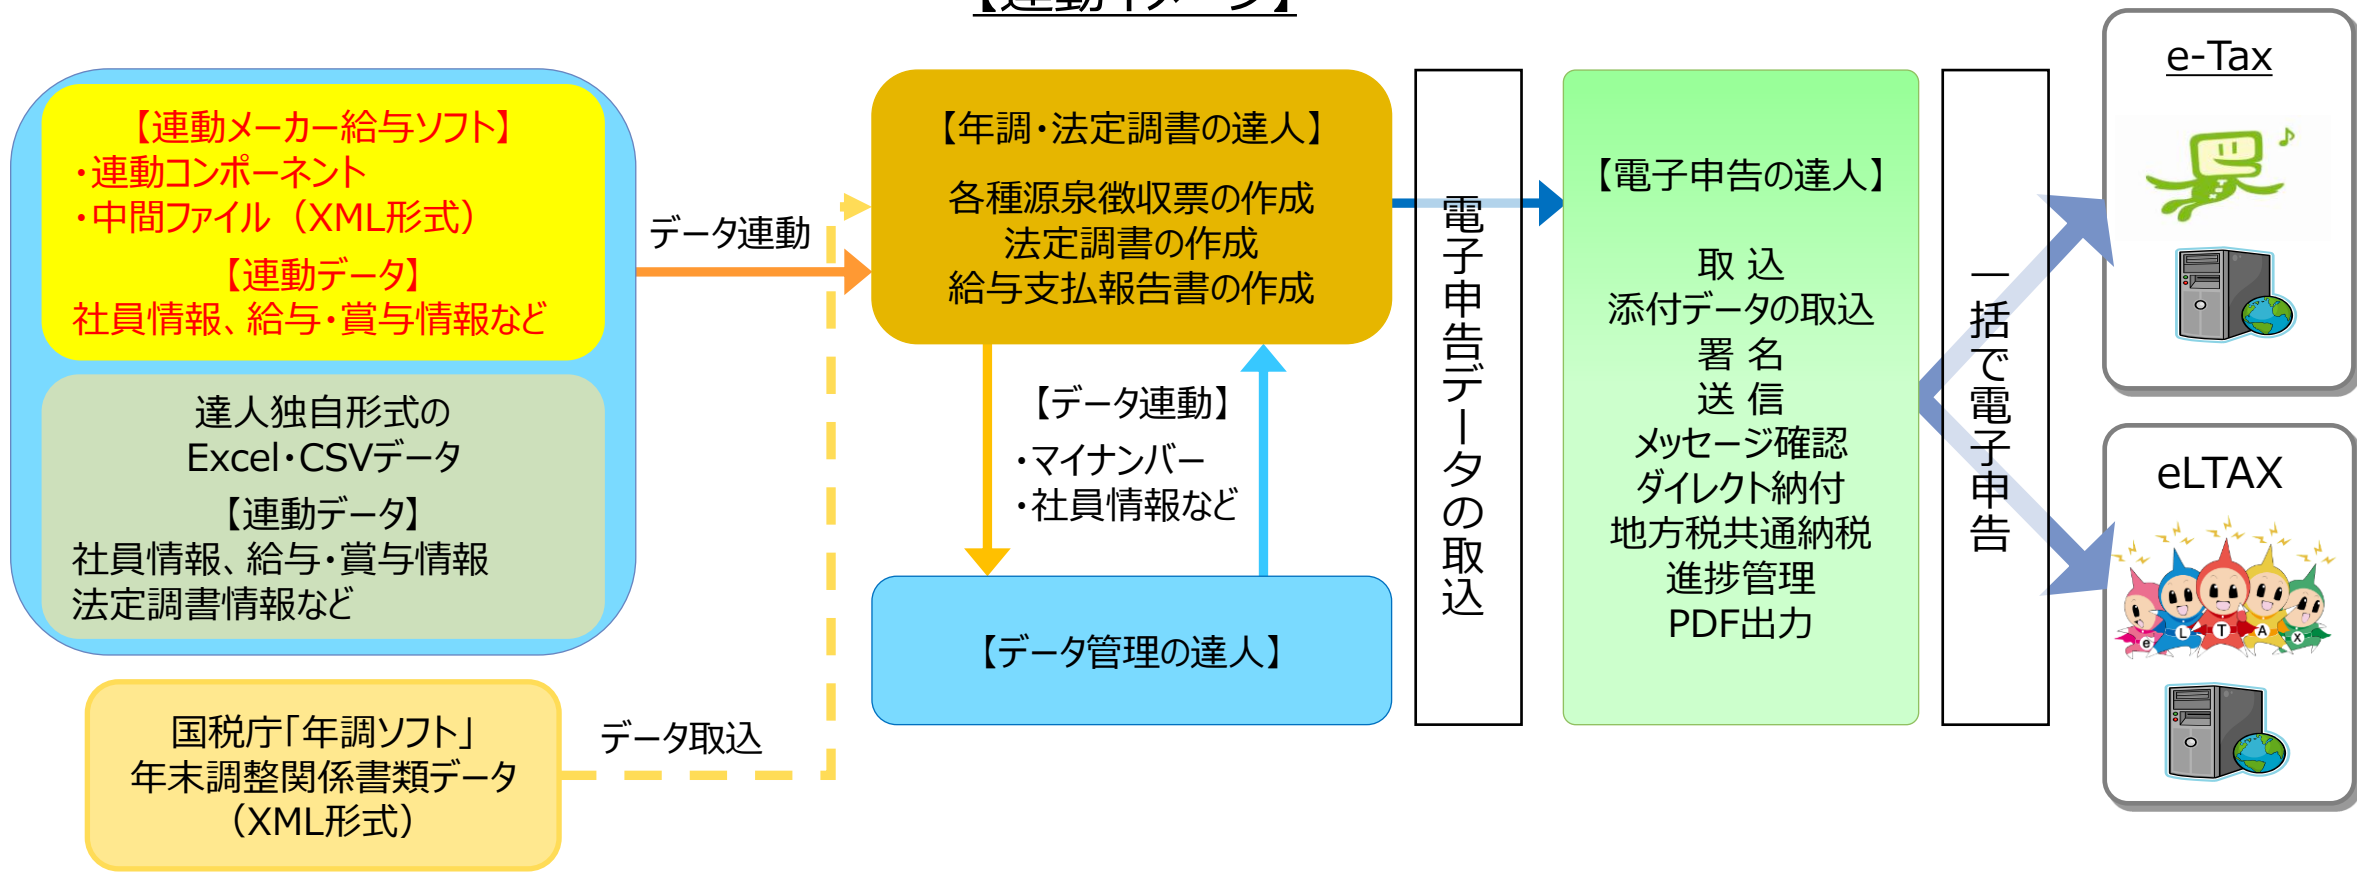 【連動イメージ】
【連動メーカー給与ソフト】
・連動コンポーネント
・中間ファイル（XML形式）
【連動データ】
社員情報、給与・賞与情報など
達人独自形式の
Excel・CSVデータ
【連動データ】
社員情報、給与・賞与情報
法定調書情報など
国税庁「年調ソフト」
年末調整関係書類データ
（XML形式）
データ連動
データ取込
【年調・法定調書の達人】
各種源泉徴収票の作成
法定調書の作成
給与支払報告書の作成
【データ連動】
・マイナンバー
・社員情報など
【データ管理の達人】
電子申告データの取込
【電子申告の達人】
取 込
添付データの取込
署 名
送 信
メッセージ確認
ダイレクト納付
地方税共通納税
進捗管理
PDF出力
一括で電子申告
e-Tax
eLTAX
e L T A X